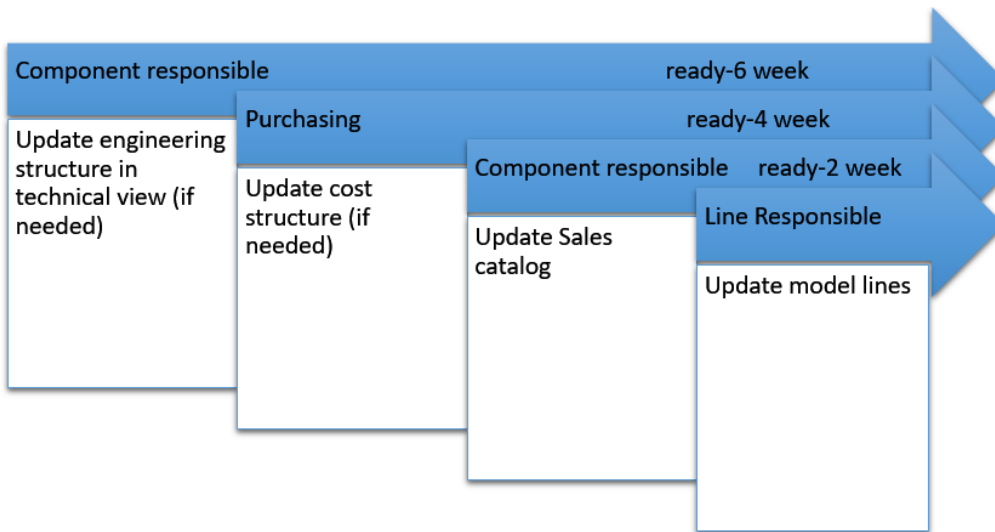 Component responsible ready-6 week
Update engineering
structure in
technical view (if
needed)
Purchasing ready-4 week
Update cost
structure (if
needed)
Component responsible ready-2 week
Update Sales
catalog
Line Responsible
Update model lines